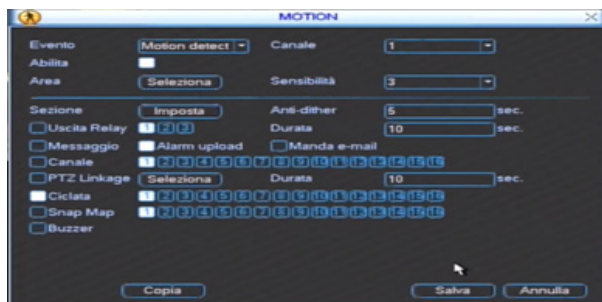 MOTION
Evento Motion detect Canale 1
Abilita
Area Seleziona Sensibilità 3
Sezione Imposta Anti-dither 5 sec.
Uscita Relay 1 2 3 Durata 10 sec.
Messaggio Alarm upload Manda e-mail
Canale 1 2 3 4 5 6 7 8 9 10 11 12 13 14 15 16
PTZ Linkage Seleziona Durata 10 sec.
Ciclata 1 2 3 4 5 6 7 8 9 10 11 12 13 14 15 16
Snap Map 1 2 3 4 5 6 7 8 9 10 11 12 13 14 15 16
Buzzer
Copia Salva Annulla